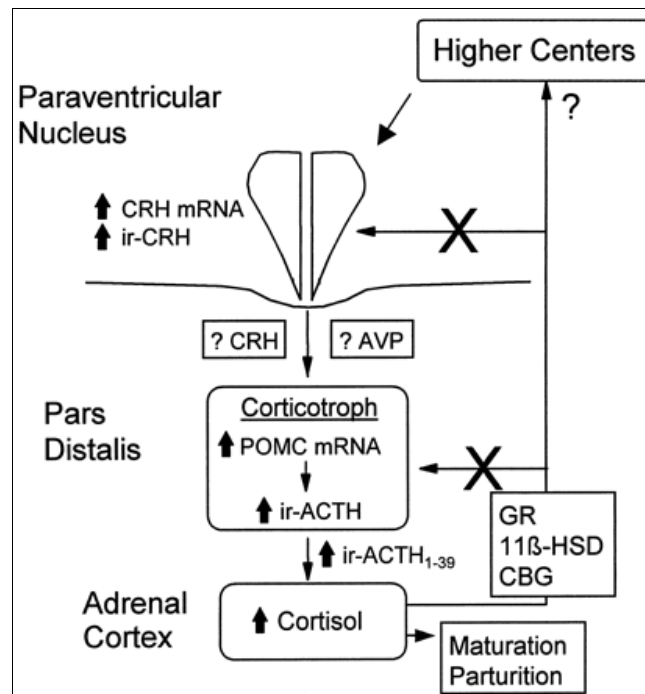 Higher Centers
?
Paraventricular
Nucleus
CRH mRNA
ir-CRH
X
? CRH
? AVP
Pars
Distalis
Corticotroph
POMC mRNA
ir-ACTH
X
GR
11ß-HSD
CBG
ir-ACTH1-39
Adrenal
Cortex
Cortisol
Maturation
Parturition